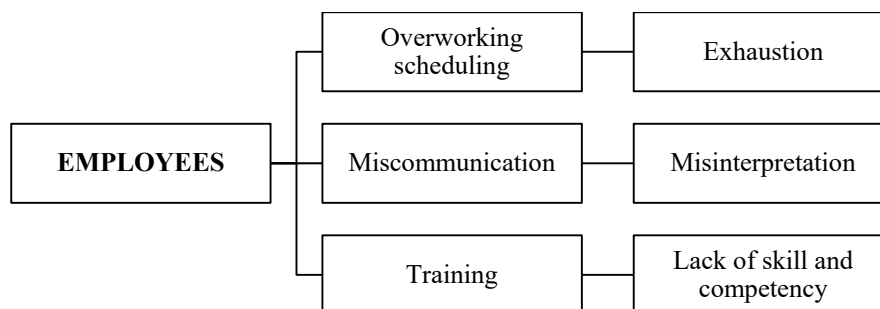 Overworking
scheduling
Exhaustion
EMPLOYEES
Miscommunication
Misinterpretation
Training
Lack of skill and
competency